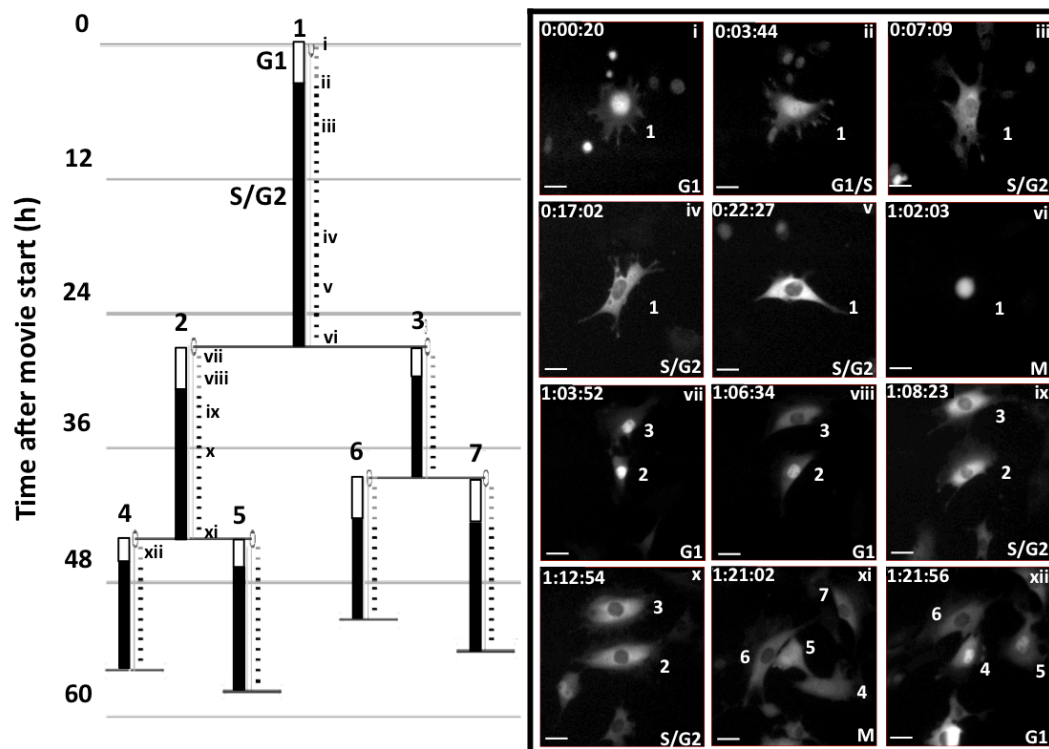 Time after movie start (h)
0
12
24
36
48
60
1
G1
S/G2
i
ii
iii
iv
v
vi
2
3
vii
viii
ix
x
xi
6
7
4
5
xii
0:00:20 i
1
G1
0:03:44 ii
1
G1/S
0:07:09 iii
1
S/G2
0:17:02 iv
1
S/G2
0:22:27 v
1
S/G2
1:02:03 vi
1
M
1:03:52 vii
3
2
G1
1:06:34 viii
3
2
G1
1:08:23 ix
3
2
S/G2
1:12:54 x
3
2
S/G2
1:21:02 xi
7
6 5
4
M
1:21:56 xii
6
4 5
G1